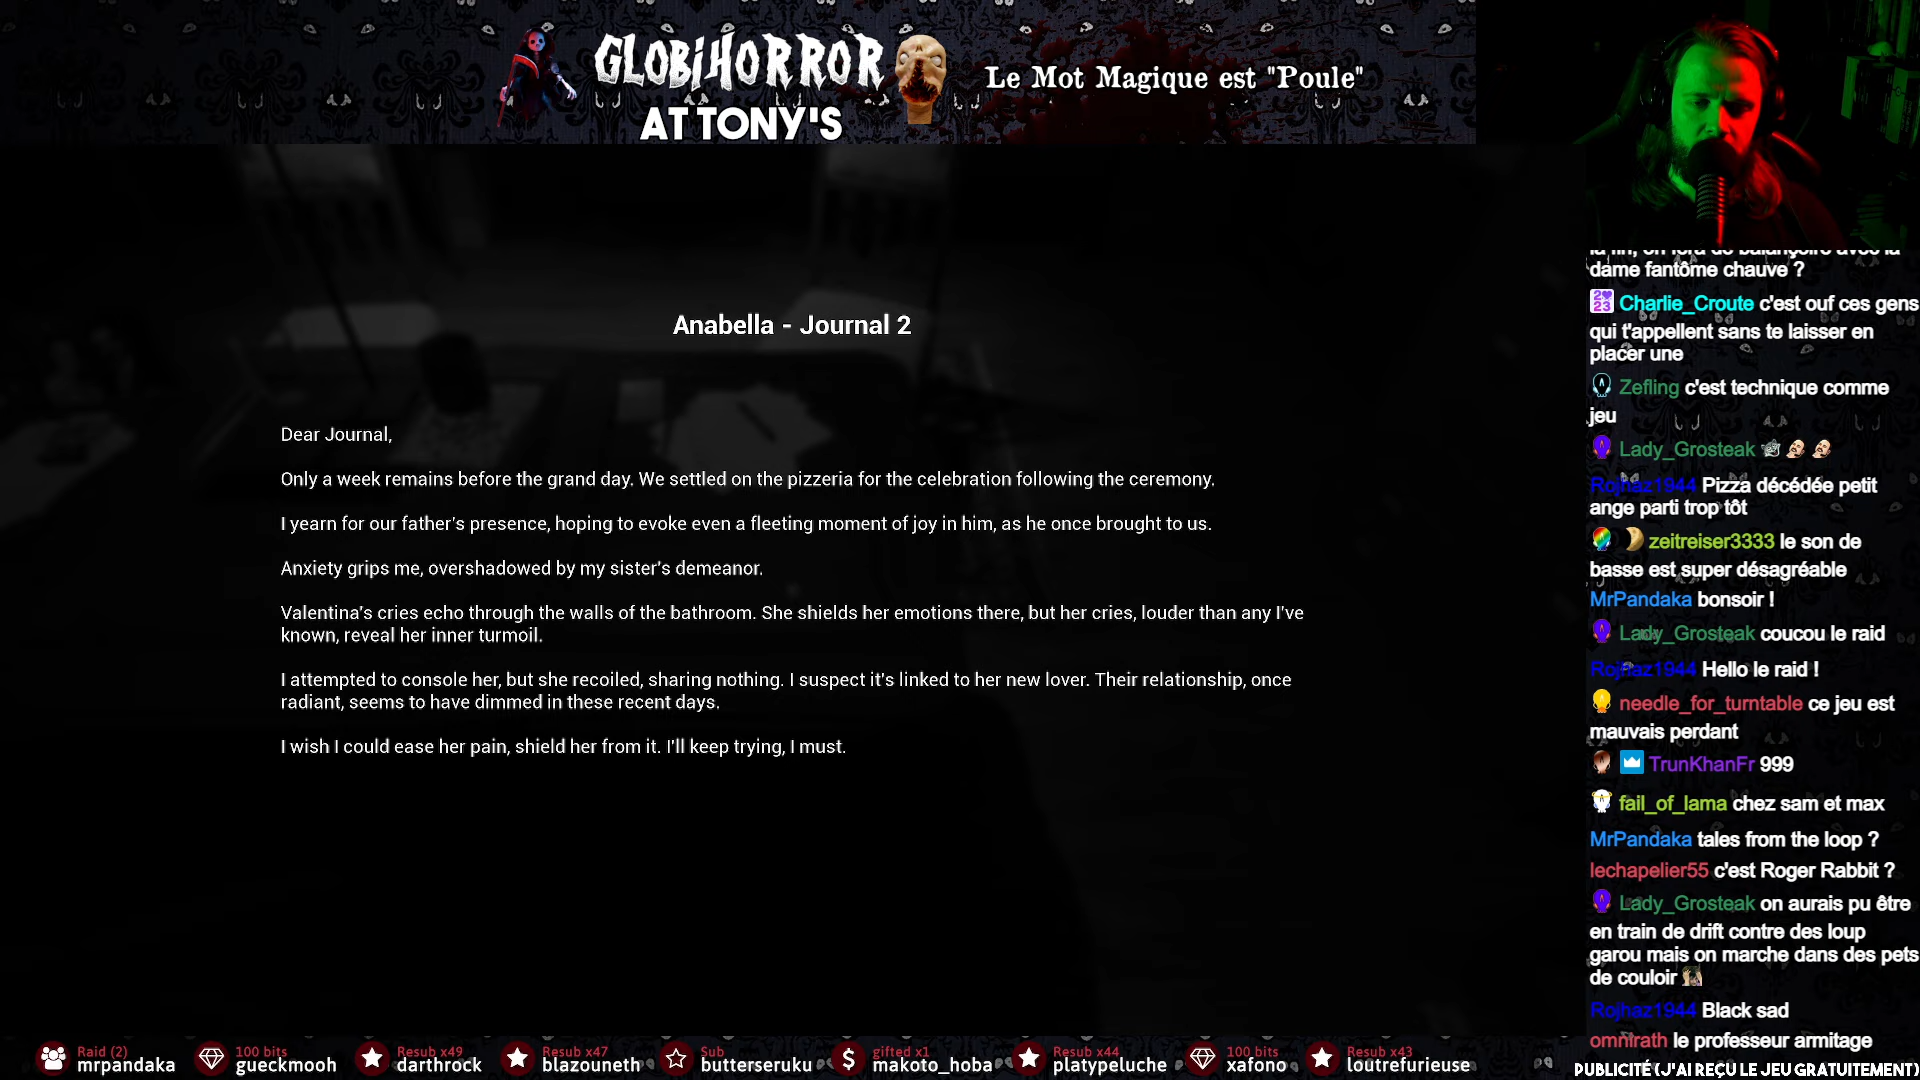 GLOBIHORROR
AT TONY'S
Le Mot Magique est "Poule"
Anabella - Journal 2
Dear Journal,
Only a week remains before the grand day. We settled on the pizzeria for the celebration following the ceremony.
I yearn for our father's presence, hoping to evoke even a fleeting moment of joy in him, as he once brought to us.
Anxiety grips me, overshadowed by my sister's demeanor.
Valentina's cries echo through the walls of the bathroom. She shields her emotions there, but her cries, louder than any I've
known, reveal her inner turmoil.
I attempted to console her, but she recoiled, sharing nothing. I suspect it's linked to her new lover. Their relationship, once
radiant, seems to have dimmed in these recent days.
I wish I could ease her pain, shield her from it. I'll keep trying, I must.
dame fantôme chauve ?
Charlie_Croute c'est ouf ces gens
qui t'appellent sans te laisser en
placer une
Zefling c'est technique comme
jeu
Lady_Grosteak
Rojhaz1944 Pizza décédée petit
ange parti trop tôt
zeitreiser3333 le son de
basse est super désagréable
MrPandaka bonsoir !
Lady_Grosteak coucou le raid
Rojhaz1944 Hello le raid !
needle_for_turntable ce jeu est
mauvais perdant
TrunKhanFr 999
fail_of_lama chez sam et max
MrPandaka tales from the loop ?
lechapelier55 c'est Roger Rabbit ?
Lady_Grosteak on aurais pu être
en train de drift contre des loup
garou mais on marche dans des pets
de couloir
Rojhaz1944 Black sad
omnirath le professeur armitage
Raid (2)
mrpandaka
100 bits
gueckmooh
Resub x49
darthrock
Resub x47
blazouneth
Sub
butterseruku
gifted x1
makoto_hoba
Resub x44
platypeluche
100 bits
xafono
Resub x43
loutrefurieuse
PUBLICITÉ (J'AI REÇU LE JEU GRATUITEMENT)